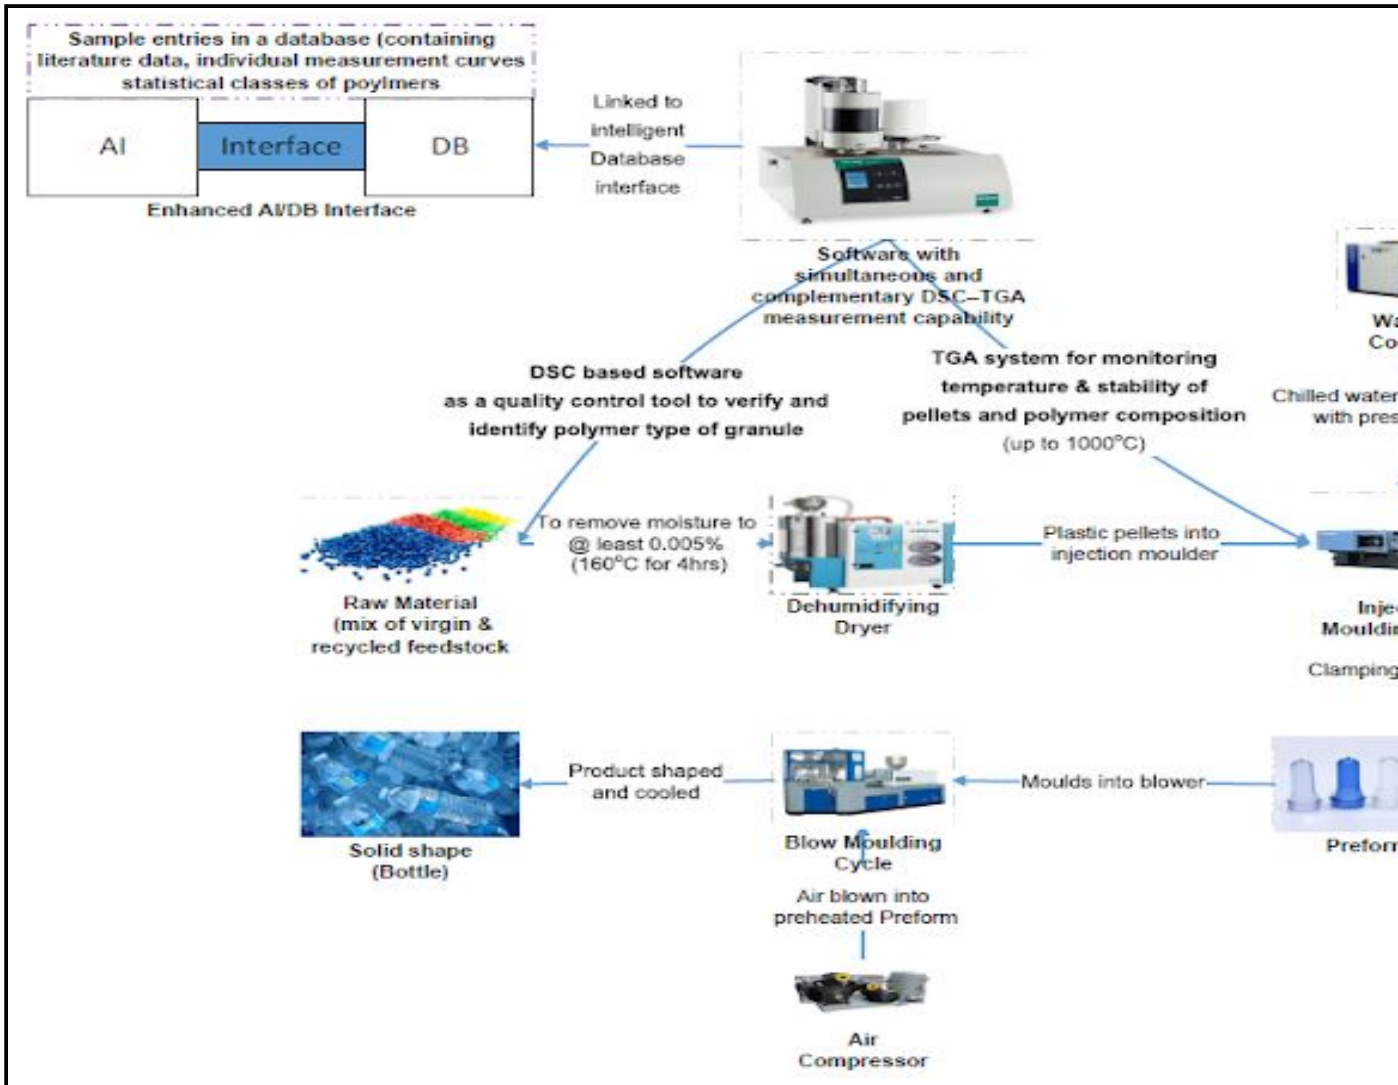 Sample entries in a database (containing
literature data, individual measurement curves
statistical classes of poylmers
AI
Interface
DB
Enhanced AI/DB Interface
Linked to
intelligent
Database
interface
Software with
simultaneous and
complementary DSC–TGA
measurement capability
DSC based software
as a quality control tool to verify and
identify polymer type of granule
TGA system for monitoring
temperature & stability of
pellets and polymer composition
(up to 1000°C)
Wa
Co
Chilled water
with pres
Raw Material
(mix of virgin &
recycled feedstock
To remove moisture to
@ least 0.005%
(160°C for 4hrs)
Dehumidifying
Dryer
Plastic pellets into
injection moulder
Inje
Mouldin
Clamping
Solid shape
(Bottle)
Product shaped
and cooled
Blow Moulding
Cycle
Moulds into blower
Prefor
Air blown into
preheated Preform
Air
Compressor